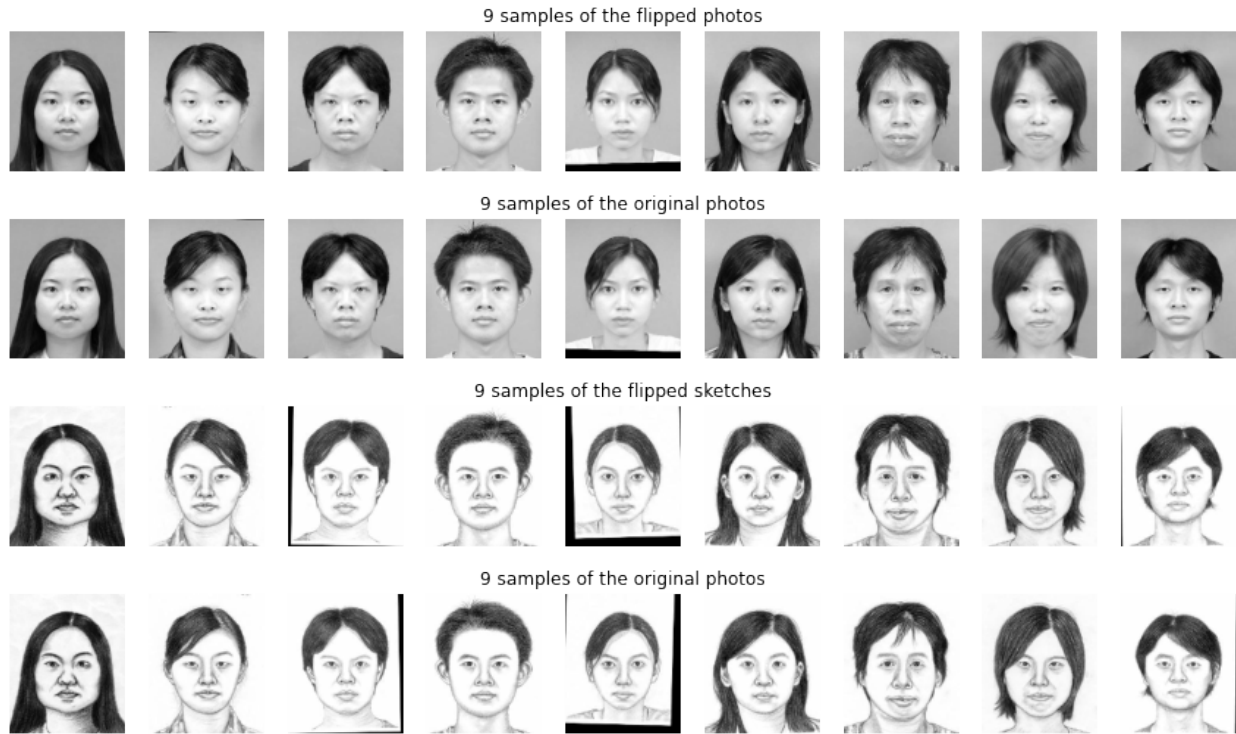 9 samples of the flipped photos
9 samples of the original photos
9 samples of the flipped sketches
9 samples of the original photos